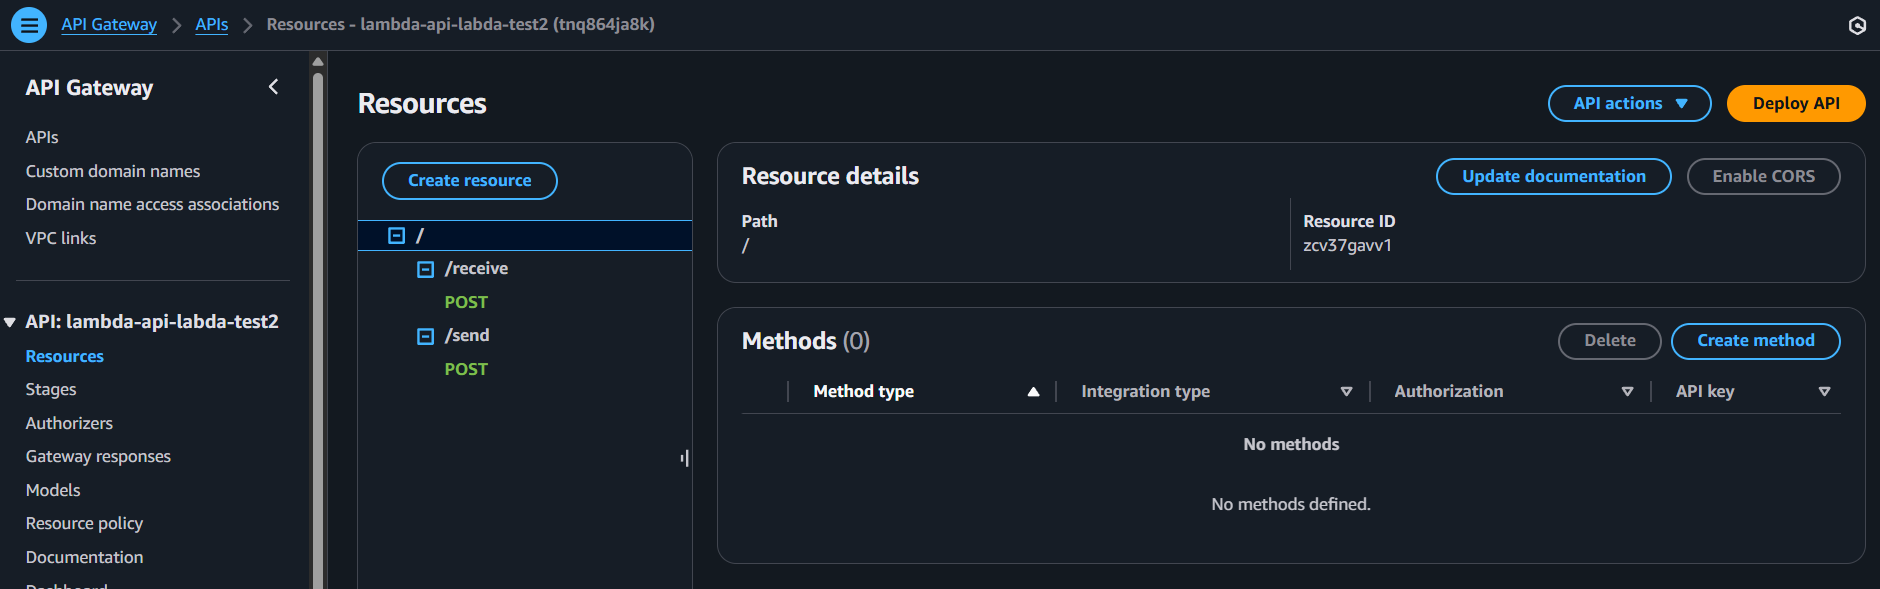 API Gateway > APIs > Resources - lambda-api-labda-test2 (tnq864ja8k)
API Gateway
APIs
Custom domain names
Domain name access associations
VPC links
API: lambda-api-labda-test2
Resources
Stages
Authorizers
Gateway responses
Models
Resource policy
Documentation
Dashboard
Resources
API actions
Deploy API
Create resource
/
/receive
POST
/send
POST
Resource details
Update documentation
Enable CORS
Path
/
Resource ID
zcv37gavv1
Methods (0)
Delete
Create method
Method type
Integration type
Authorization
API key
No methods
No methods defined.